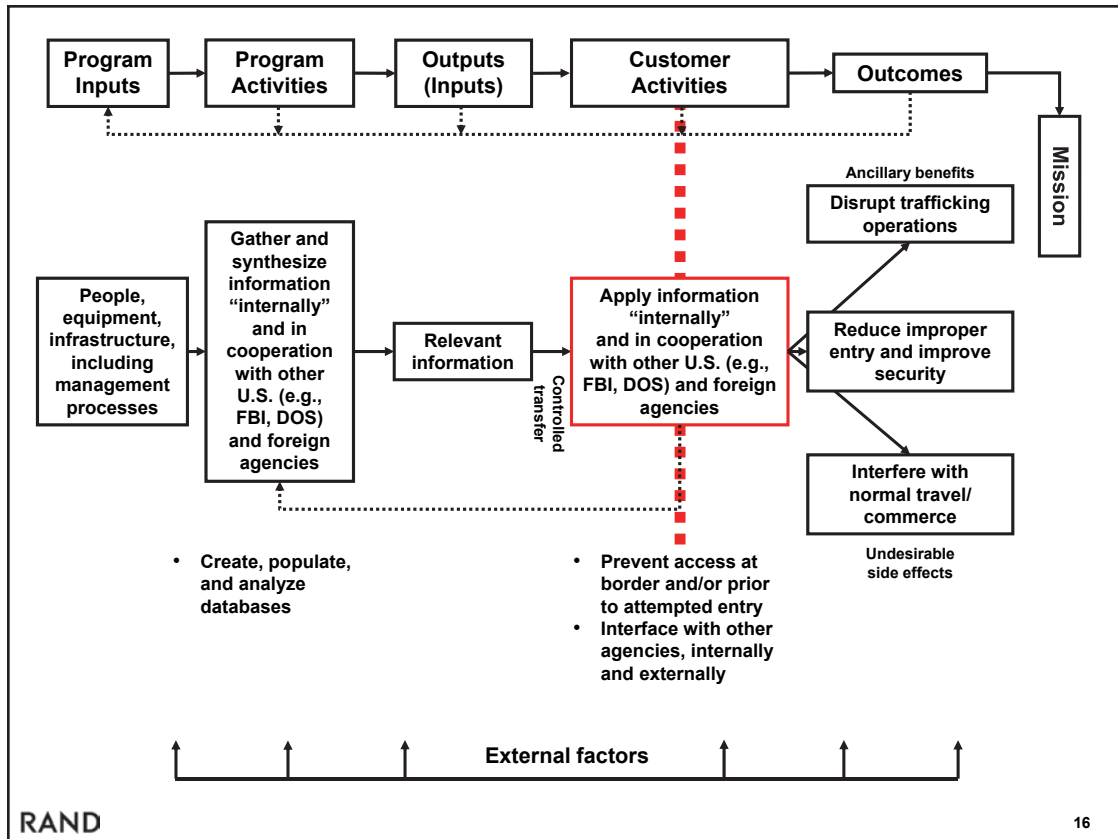 Program
Inputs
Program
Activities
Outputs
(Inputs)
Customer
Activities
Outcomes
Mission
Ancillary benefits
Disrupt trafficking
operations
People,
equipment,
infrastructure,
including
management
processes
Gather and
synthesize
information
“internally”
and in
cooperation
with other
U.S. (e.g.,
FBI, DOS)
and foreign
agencies
Relevant
information
Controlled
transfer
Apply information
“internally”
and in cooperation
with other U.S. (e.g.,
FBI, DOS) and foreign
agencies
Reduce improper
entry and improve
security
Interfere with
normal travel/
commerce
Undesirable
side effects
• Create, populate,
and analyze
databases
• Prevent access at
border and/or prior
to attempted entry
• Interface with other
agencies, internally
and externally
External factors
RAND
16